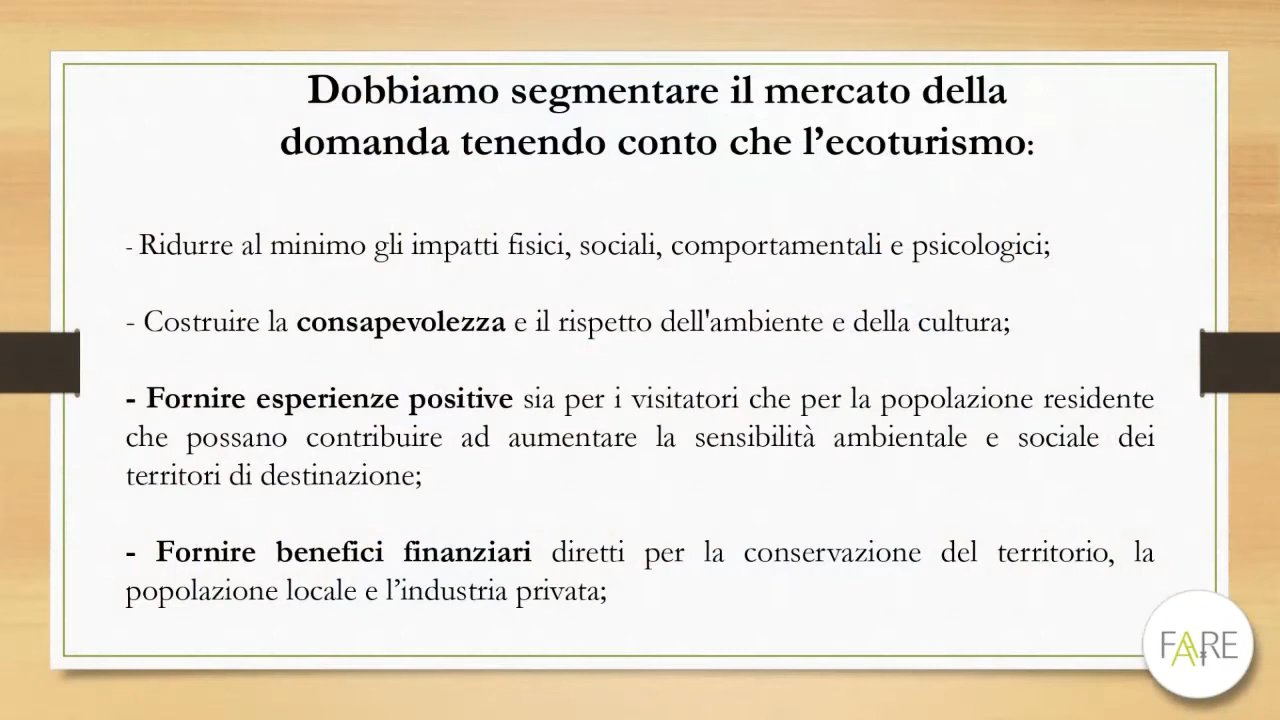 Dobbiamo segmentare il mercato della
domanda tenendo conto che l’ecoturismo:
- Ridurre al minimo gli impatti fisici, sociali, comportamentali e psicologici;
- Costruire la consapevolezza e il rispetto dell'ambiente e della cultura;
- Fornire esperienze positive sia per i visitatori che per la popolazione residente
che possano contribuire ad aumentare la sensibilità ambientale e sociale dei
territori di destinazione;
- Fornire benefici finanziari diretti per la conservazione del territorio, la
popolazione locale e l’industria privata;
FARE